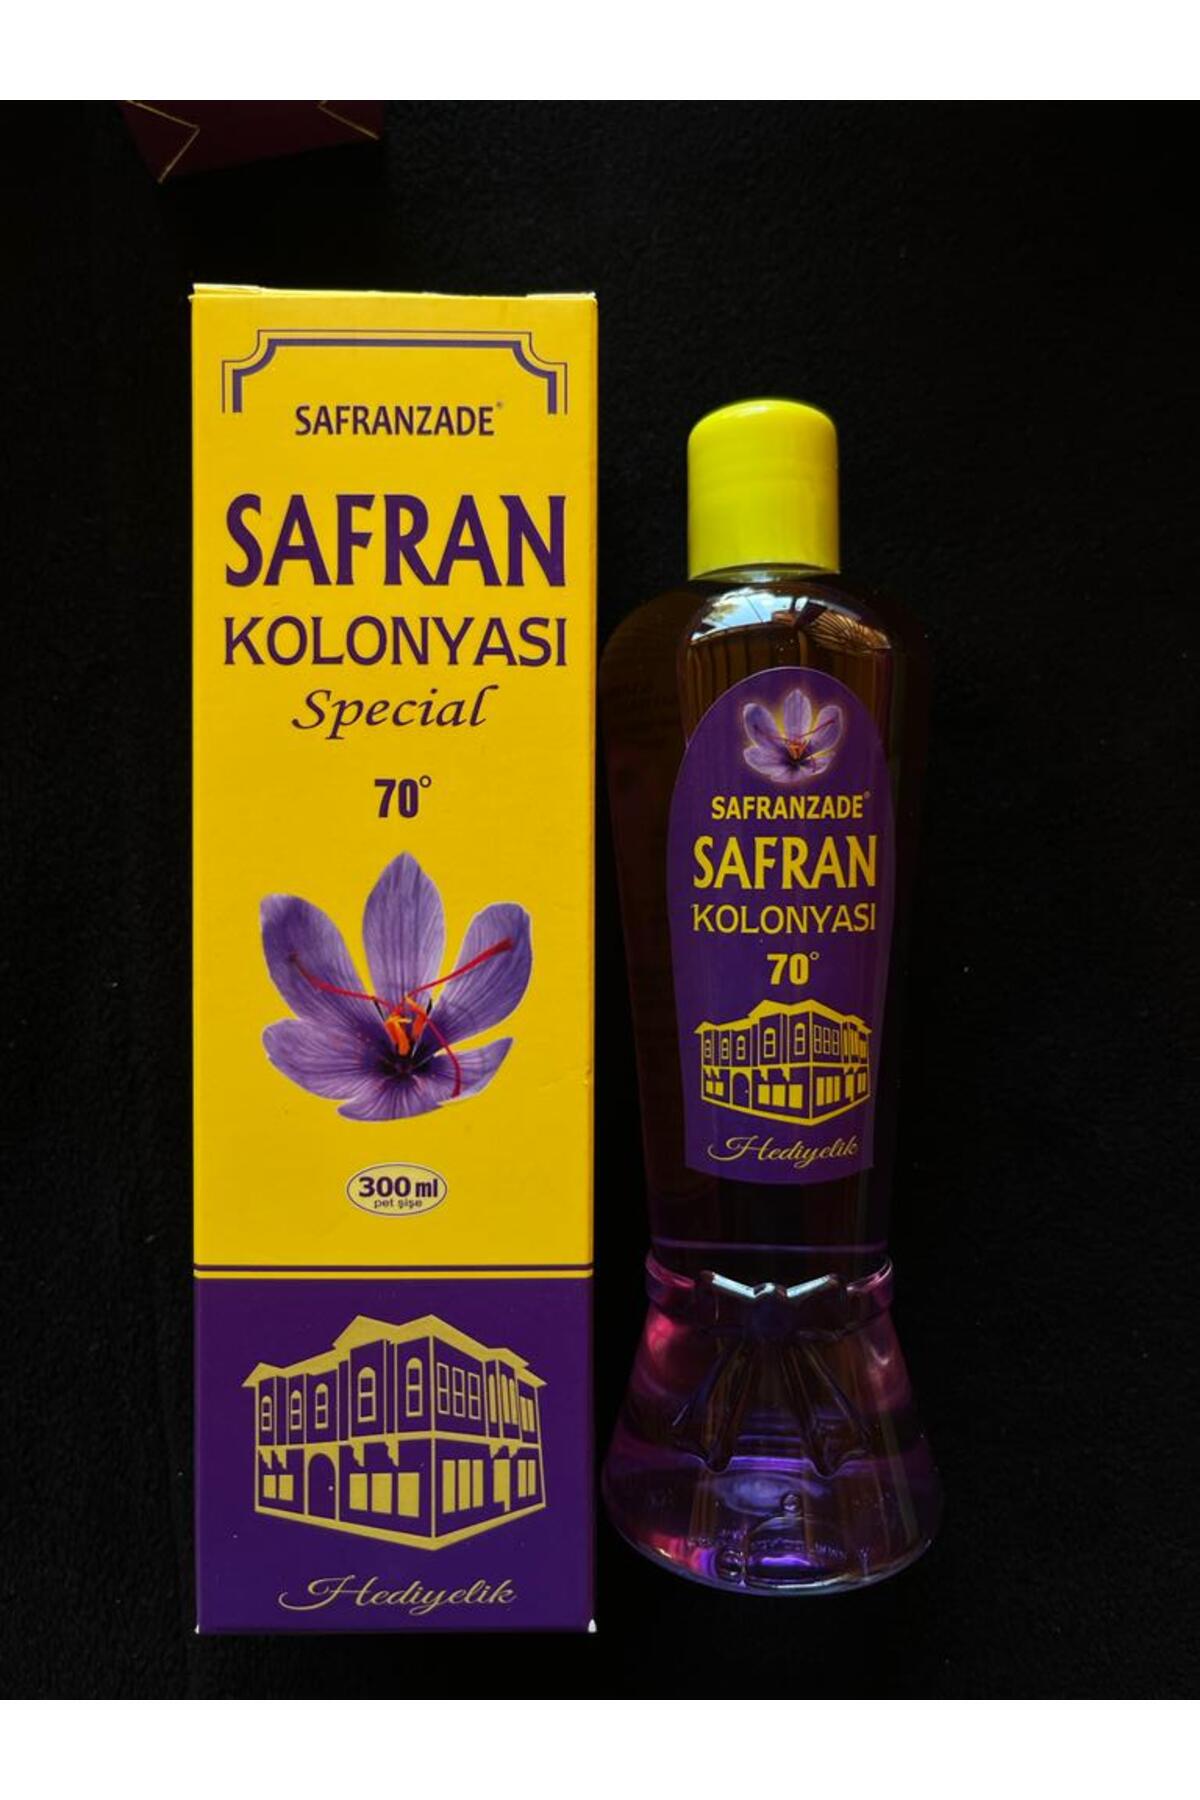 SAFRANZADE®
SAFRAN
KOLONYASI
Special
70°
300 ml
pet şişe
Hediyelik
SAFRANZADE®
SAFRAN
KOLONYASI
70°
Hediyelik